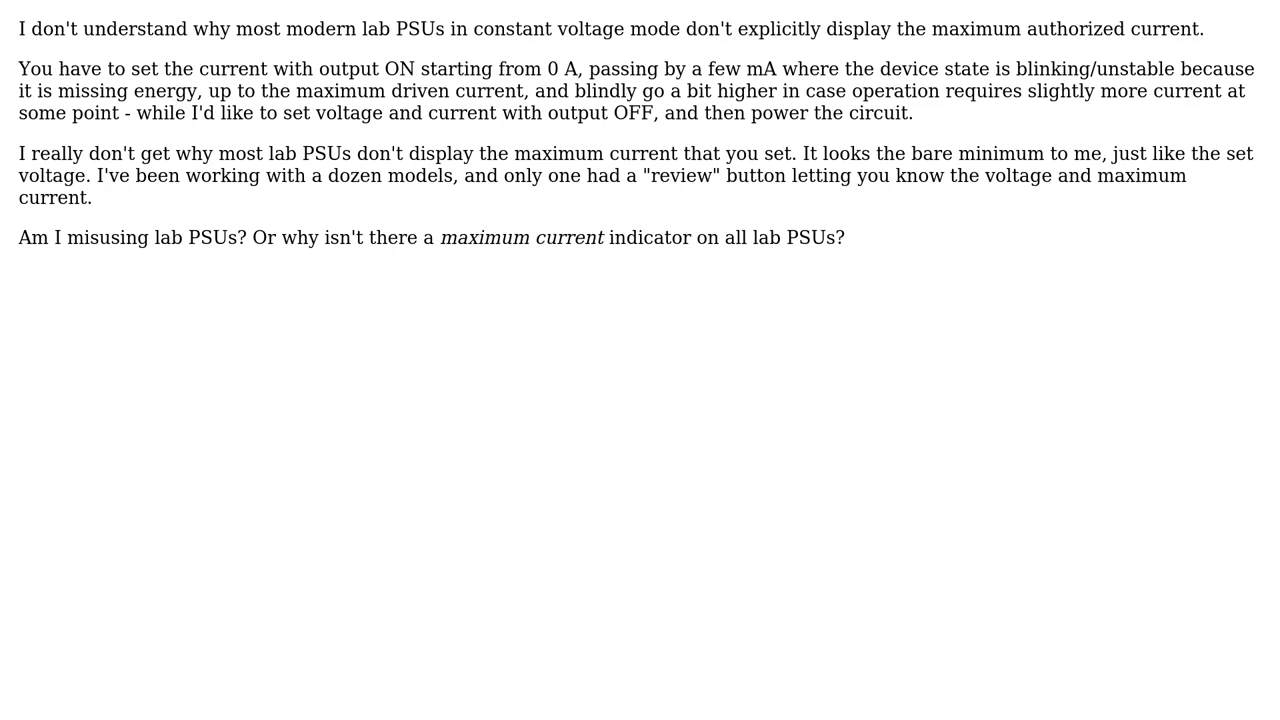 I don't understand why most modern lab PSUs in constant voltage mode don't explicitly display the maximum authorized current.
You have to set the current with output ON starting from 0 A, passing by a few mA where the device state is blinking/unstable because
it is missing energy, up to the maximum driven current, and blindly go a bit higher in case operation requires slightly more current at
some point - while I'd like to set voltage and current with output OFF, and then power the circuit.
I really don't get why most lab PSUs don't display the maximum current that you set. It looks the bare minimum to me, just like the set
voltage. I've been working with a dozen models, and only one had a "review" button letting you know the voltage and maximum
current.
Am I misusing lab PSUs? Or why isn't there a maximum current indicator on all lab PSUs?